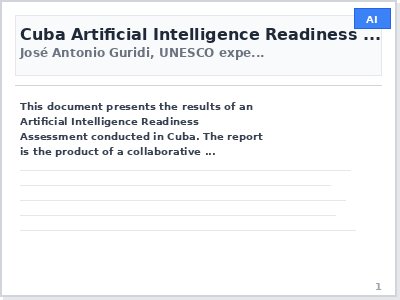 AI
Cuba Artificial Intelligence Readiness ...
José Antonio Guridi, UNESCO expe...
This document presents the results of an
Artificial Intelligence Readiness
Assessment conducted in Cuba. The report
is the product of a collaborative ...
1